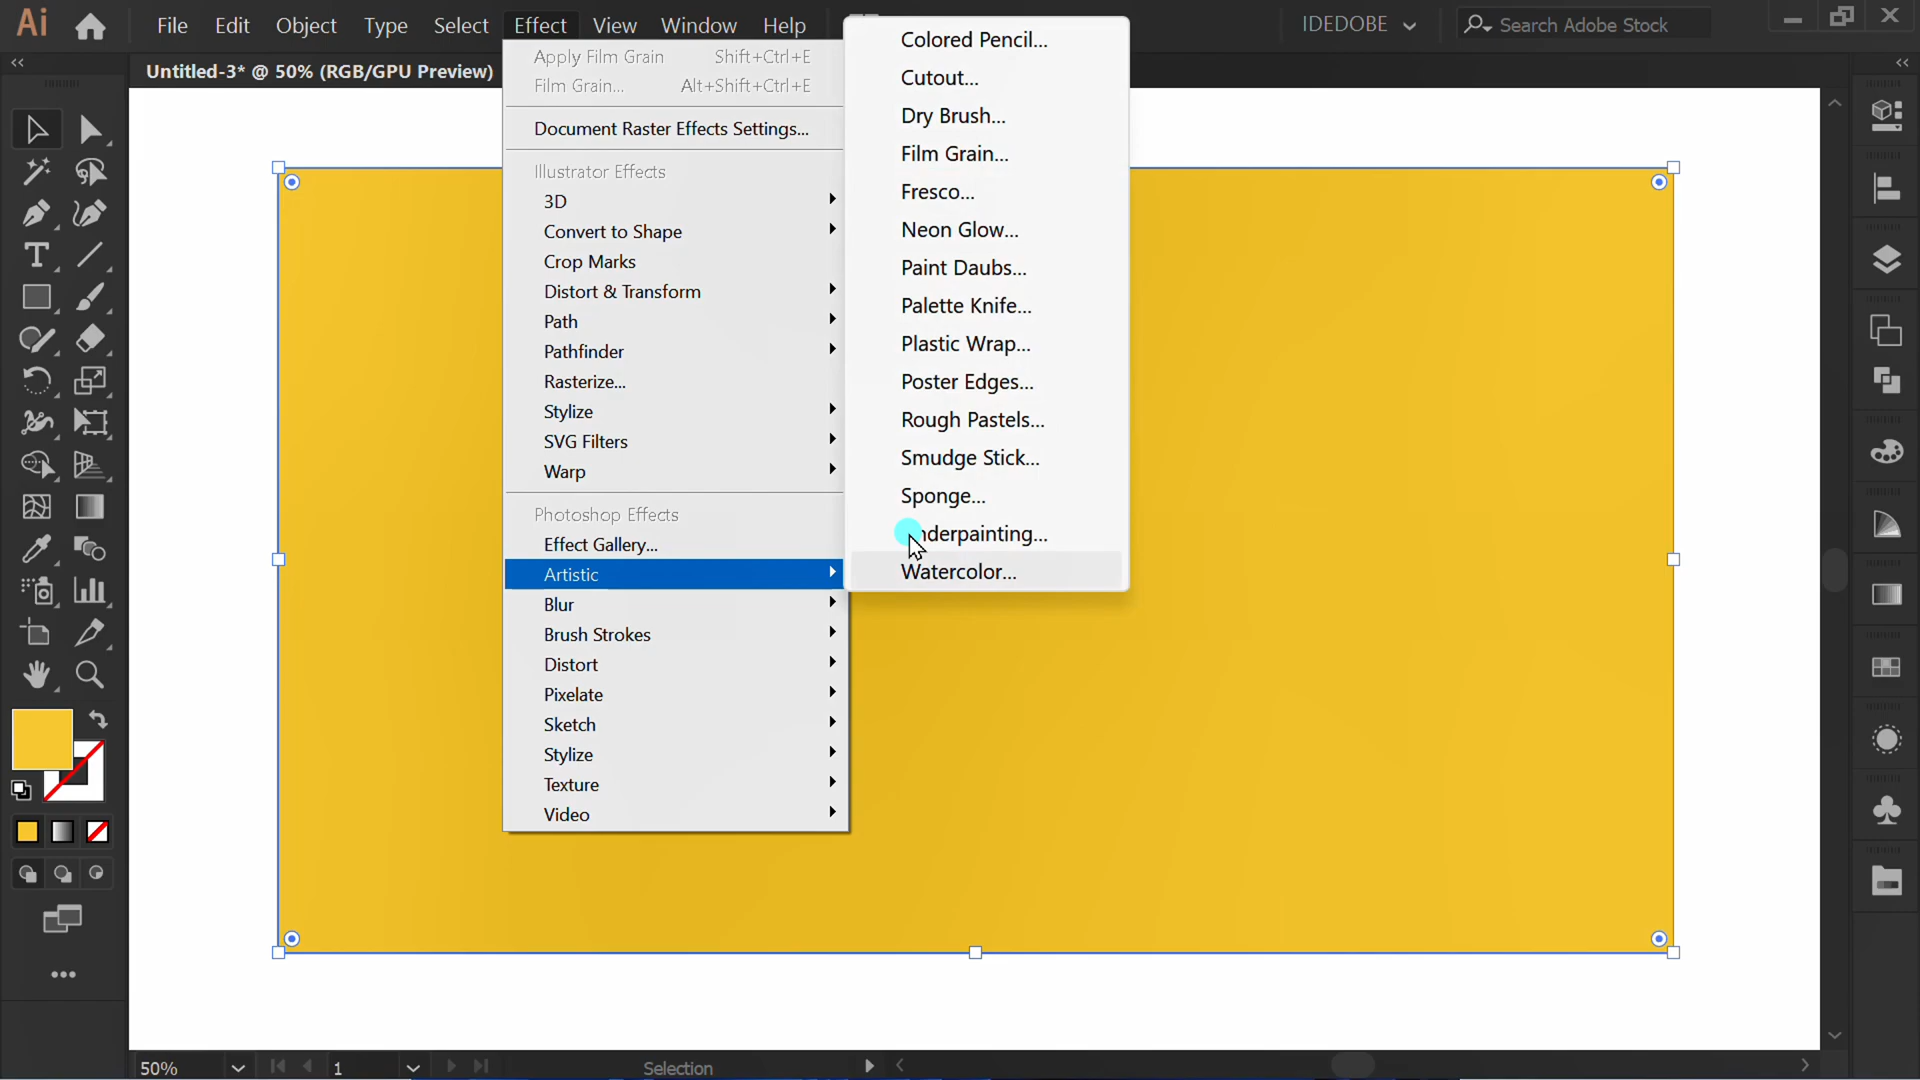 Ai File Edit Object Type Select Effect View Window Help IDEDOBE Search Adobe Stock
Untitled-3* @ 50% (RGB/GPU Preview)
Apply Film Grain Shift+Ctrl+E
Film Grain... Alt+Shift+Ctrl+E
Document Raster Effects Settings...
Illustrator Effects
3D
Convert to Shape
Crop Marks
Distort & Transform
Path
Pathfinder
Rasterize...
Stylize
SVG Filters
Warp
Photoshop Effects
Effect Gallery...
Artistic
Blur
Brush Strokes
Distort
Pixelate
Sketch
Stylize
Texture
Video
Colored Pencil...
Cutout...
Dry Brush...
Film Grain...
Fresco...
Neon Glow...
Paint Daubs...
Palette Knife...
Plastic Wrap...
Poster Edges...
Rough Pastels...
Smudge Stick...
Sponge...
nderpainting...
Watercolor...
50% 1 Selection